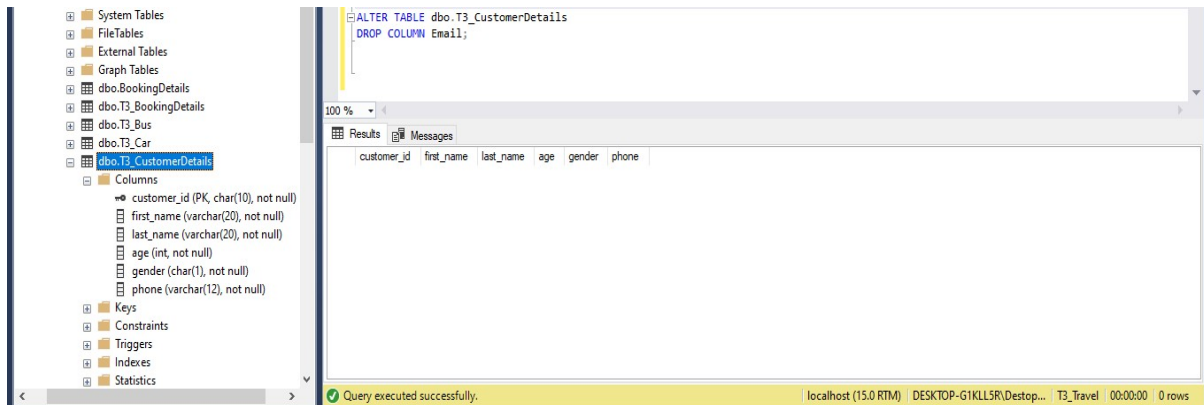 System Tables
FileTables
External Tables
Graph Tables
dbo.BookingDetails
dbo.T3_BookingDetails
dbo.T3_Bus
dbo.T3_Car
dbo.T3_CustomerDetails
Columns
customer_id (PK, char(10), not null)
first_name (varchar(20), not null)
last_name (varchar(20), not null)
age (int, not null)
gender (char(1), not null)
phone (varchar(12), not null)
Keys
Constraints
Triggers
Indexes
Statistics
ALTER TABLE dbo.T3_CustomerDetails
DROP COLUMN Email;
100 %
Results Messages
customer_id first_name last_name age gender phone
Query executed successfully. localhost (15.0 RTM) DESKTOP-G1KLL5R\Destop... T3_Travel 00:00:00 0 rows